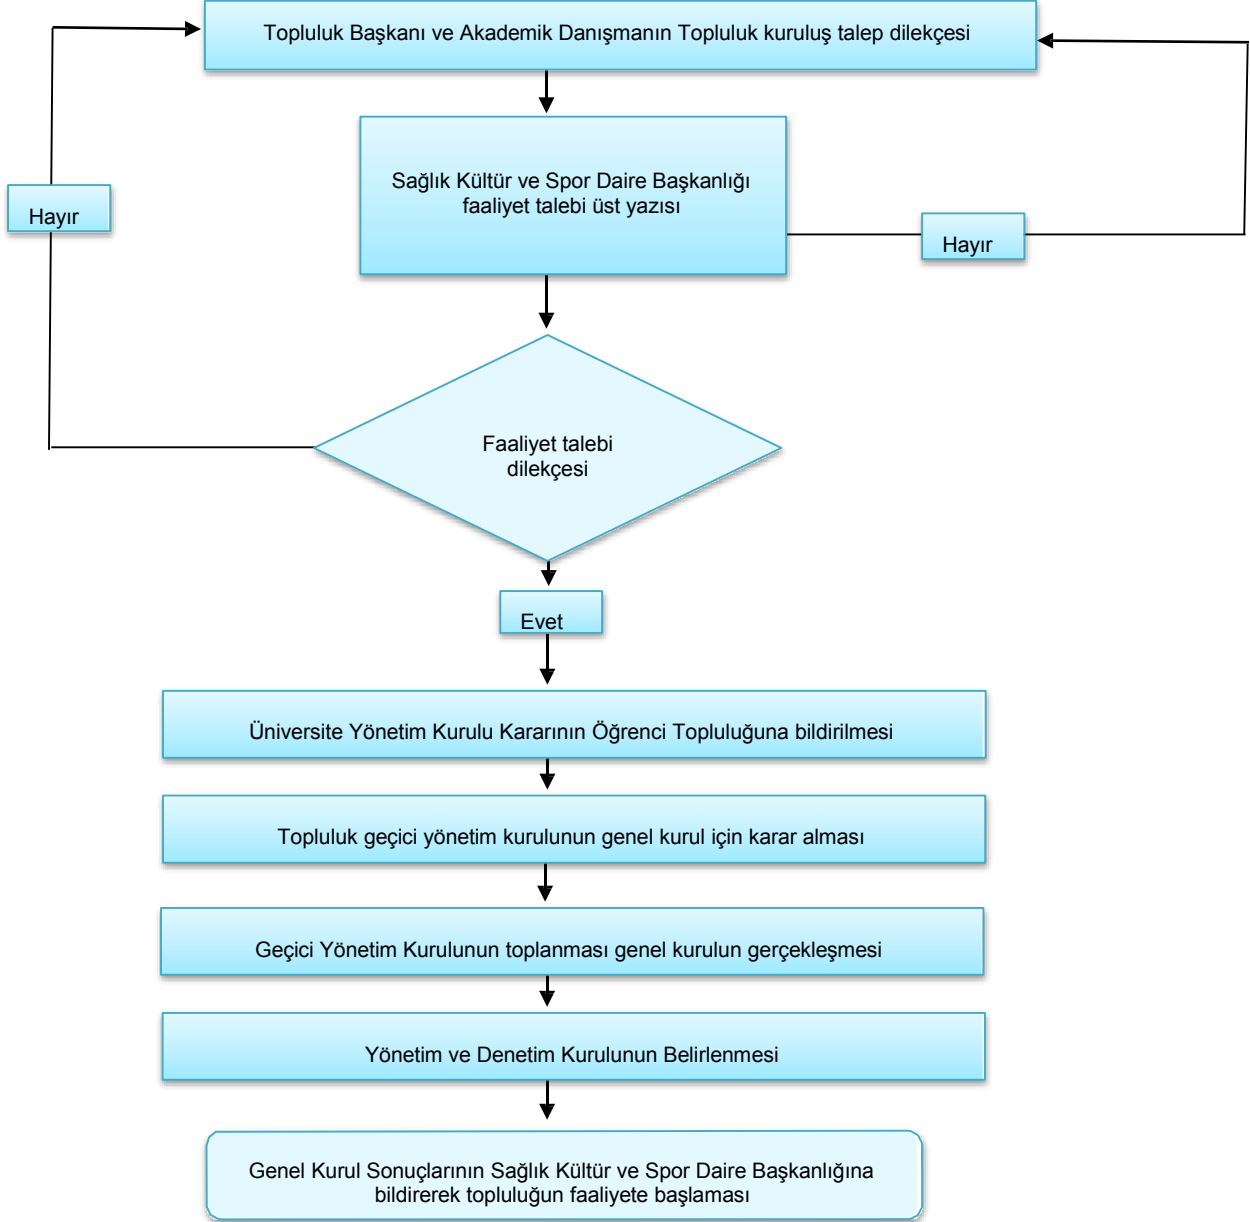 Topluluk Başkanı ve Akademik Danışmanın Topluluk kuruluş talep dilekçesi
Sağlık Kültür ve Spor Daire Başkanlığı
faaliyet talebi üst yazısı
Hayır
Hayır
Faaliyet talebi
dilekçesi
Evet
Üniversite Yönetim Kurulu Kararının Öğrenci Topluluğuna bildirilmesi
Topluluk geçici yönetim kurulunun genel kurul için karar alması
Geçici Yönetim Kurulunun toplanması genel kurulun gerçekleşmesi
Yönetim ve Denetim Kurulunun Belirlenmesi
Genel Kurul Sonuçlarının Sağlık Kültür ve Spor Daire Başkanlığına
bildirerek topluluğun faaliyete başlaması